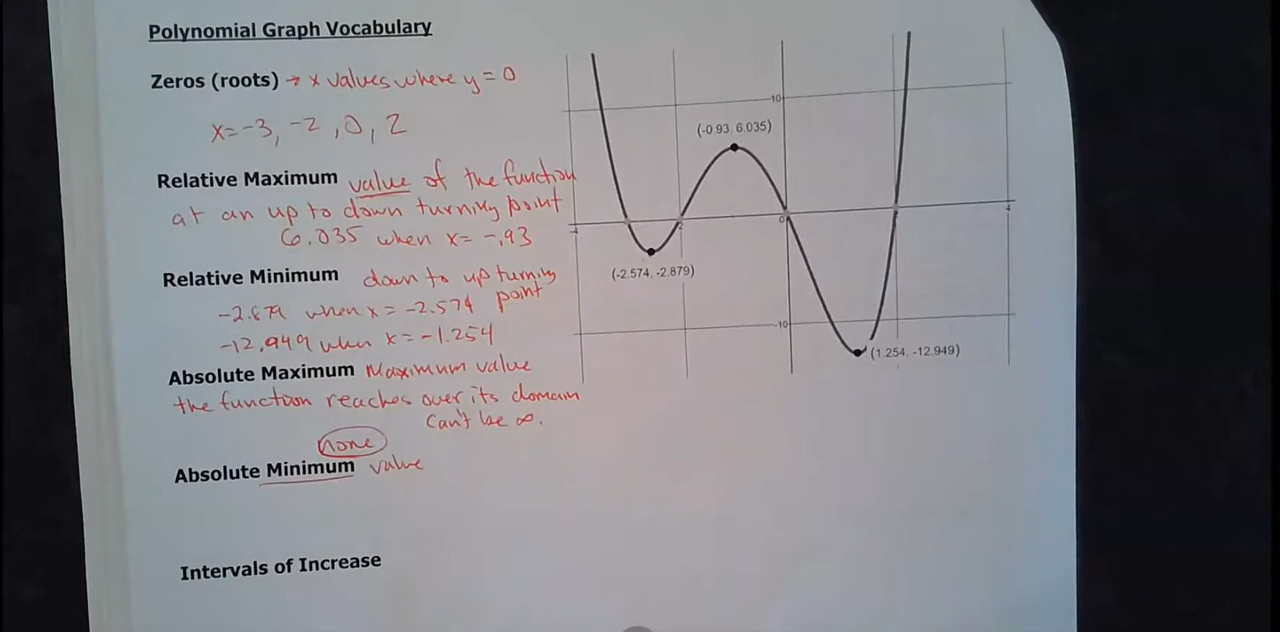 Polynomial Graph Vocabulary
Zeros (roots) → x values where y = 0
x = -3, -2, 0, 2
Relative Maximum value of the function
at an up to down turning point
6.035 when x = -.93
Relative Minimum down to up turning
point
-2.879 when x = -2.574
-12.949 when x = -1.254
Absolute Maximum Maximum value
the function reaches over its domain
can't be ∞.
none
Absolute Minimum value
Intervals of Increase
10
(-0.93, 6.035)
-4
-2
0
4
(-2.574, -2.879)
-10
(1.254, -12.949)